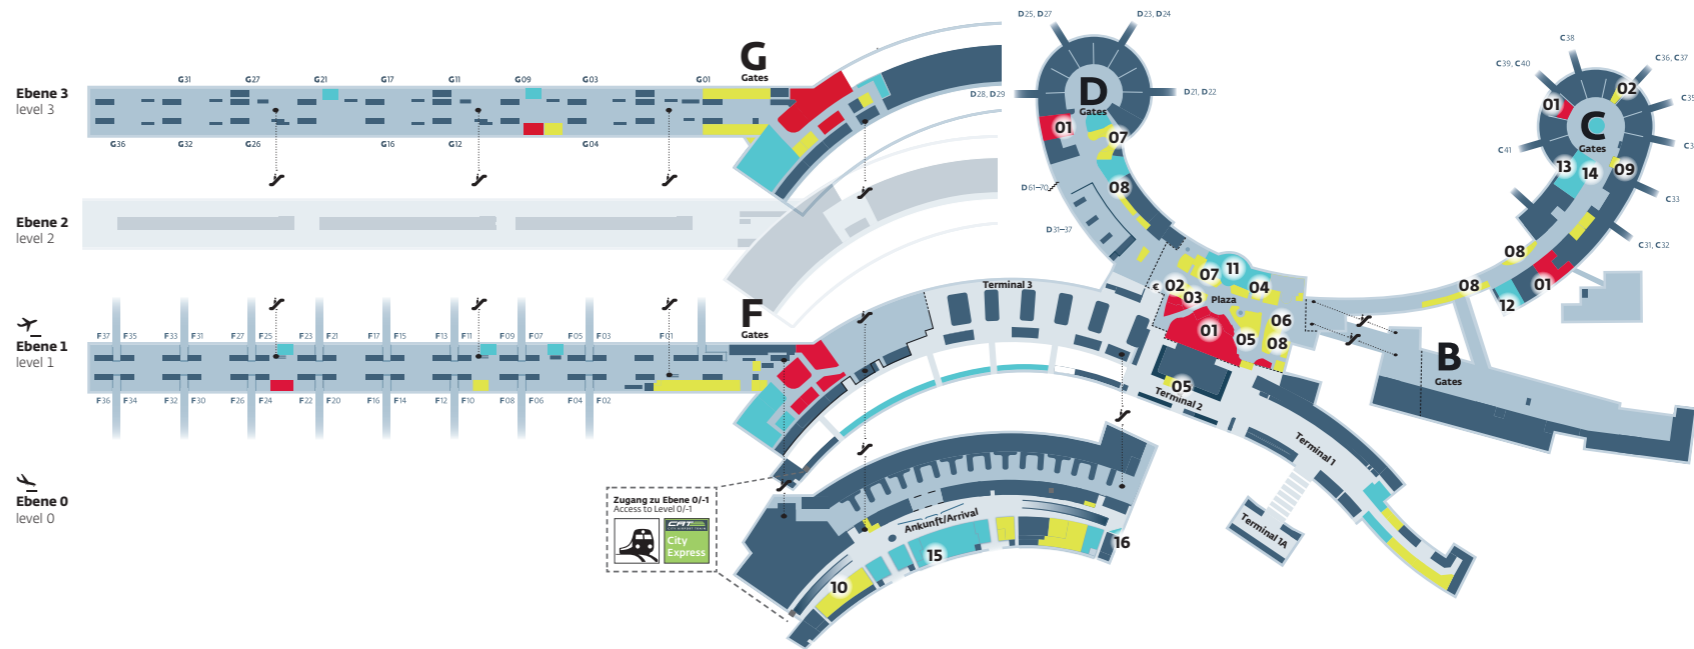 Ebene 3
level 3
Ebene 2
level 2
Ebene 1
level 1
Ebene 0
level 0
G
Gates
G31
G27
G21
G17
G11
G09
G03
G01
G36
G32
G26
G16
G12
G04
F
Gates
F37
F35
F33
F31
F27
F25
F23
F21
F17
F15
F13
F11
F09
F07
F05
F03
F01
F36
F34
F32
F30
F26
F24
F22
F20
F16
F14
F12
F10
F08
F06
F04
F02
D25, D27
D23, D24
D28, D29
D21, D22
D
Gates
01
07
08
D61–70
D31–37
C38
C39, C40
C36, C37
C35
C41
C33
C31, C32
C
Gates
01
02
13
14
09
08
01
08
12
Terminal 3
€
02
03
07
11
04
Plaza
01
05
06
08
05
Terminal 2
Terminal 1
Terminal 1A
B
Gates
Zugang zu Ebene 0/-1
Access to Level 0/-1
CAT
City
Express
Ankunft/Arrival
10
15
16